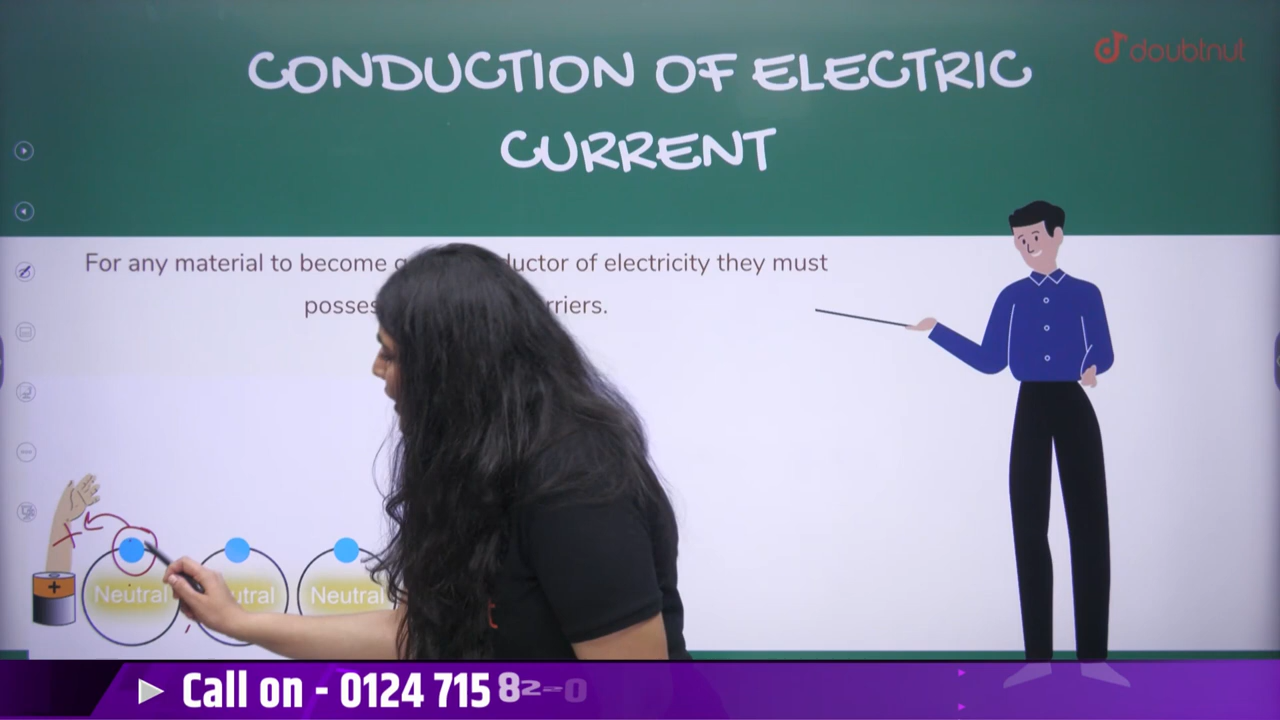 doubtnut
CONDUCTION OF ELECTRIC
CURRENT
For any material to become ductor of electricity they must
posses rriers.
+
Neutral utral Neutral
Call on - 0124 715 82